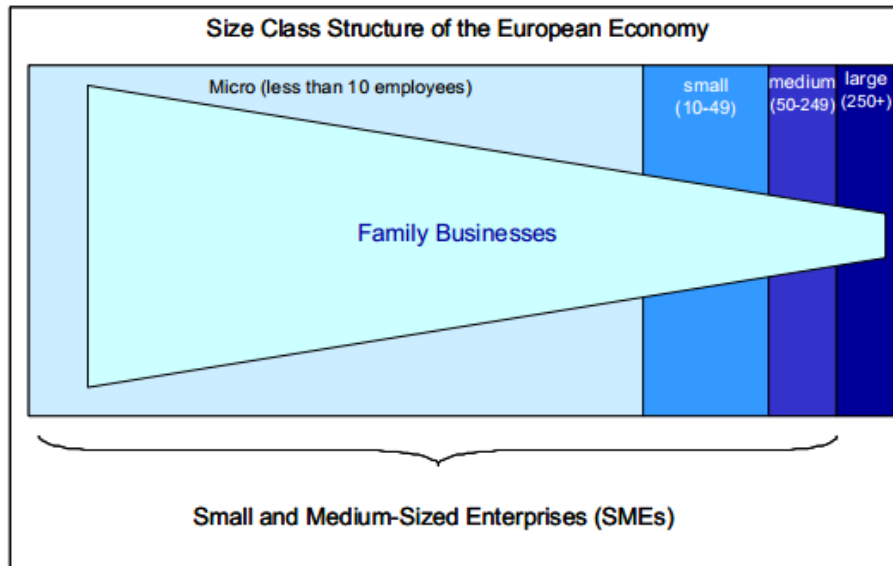 Size Class Structure of the European Economy
Micro (less than 10 employees)
small
(10-49)
medium
(50-249)
large
(250+)
Family Businesses
Small and Medium-Sized Enterprises (SMEs)